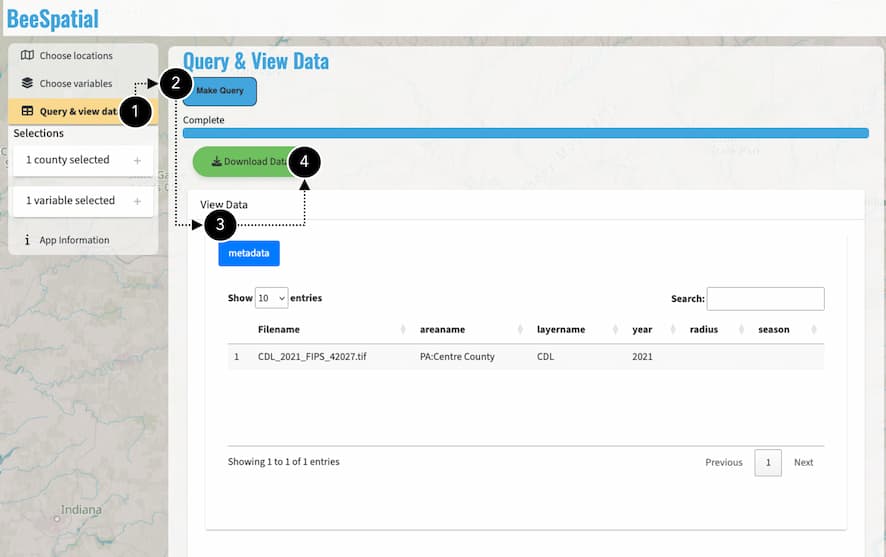 BeeSpatial
Choose locations
Choose variables
Query & view dat
1
Selections
1 county selected +
1 variable selected +
App Information
Query & View Data
2
Make Query
Complete
Download Data
4
View Data
3
metadata
Show 10 entries
Search:
Filename areaname layername year radius season
1 CDL_2021_FIPS_42027.tif PA:Centre County CDL 2021
Showing 1 to 1 of 1 entries
Previous 1 Next
Indiana